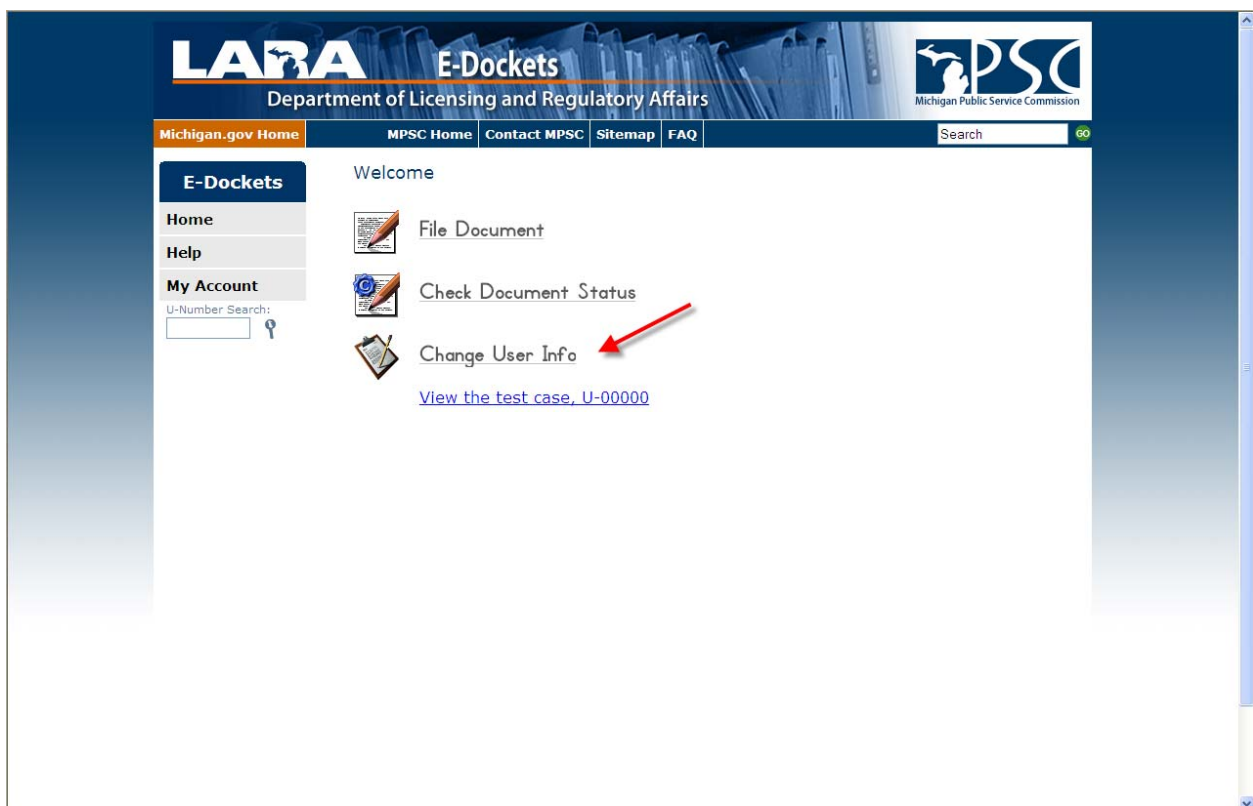 LARA
E-Dockets
Department of Licensing and Regulatory Affairs
PSC
Michigan Public Service Commission
Michigan.gov Home
MPSC Home Contact MPSC Sitemap FAQ
Search GO
E-Dockets
Home
Help
My Account
U-Number Search:
Welcome
File Document
Check Document Status
Change User Info
View the test case, U-00000